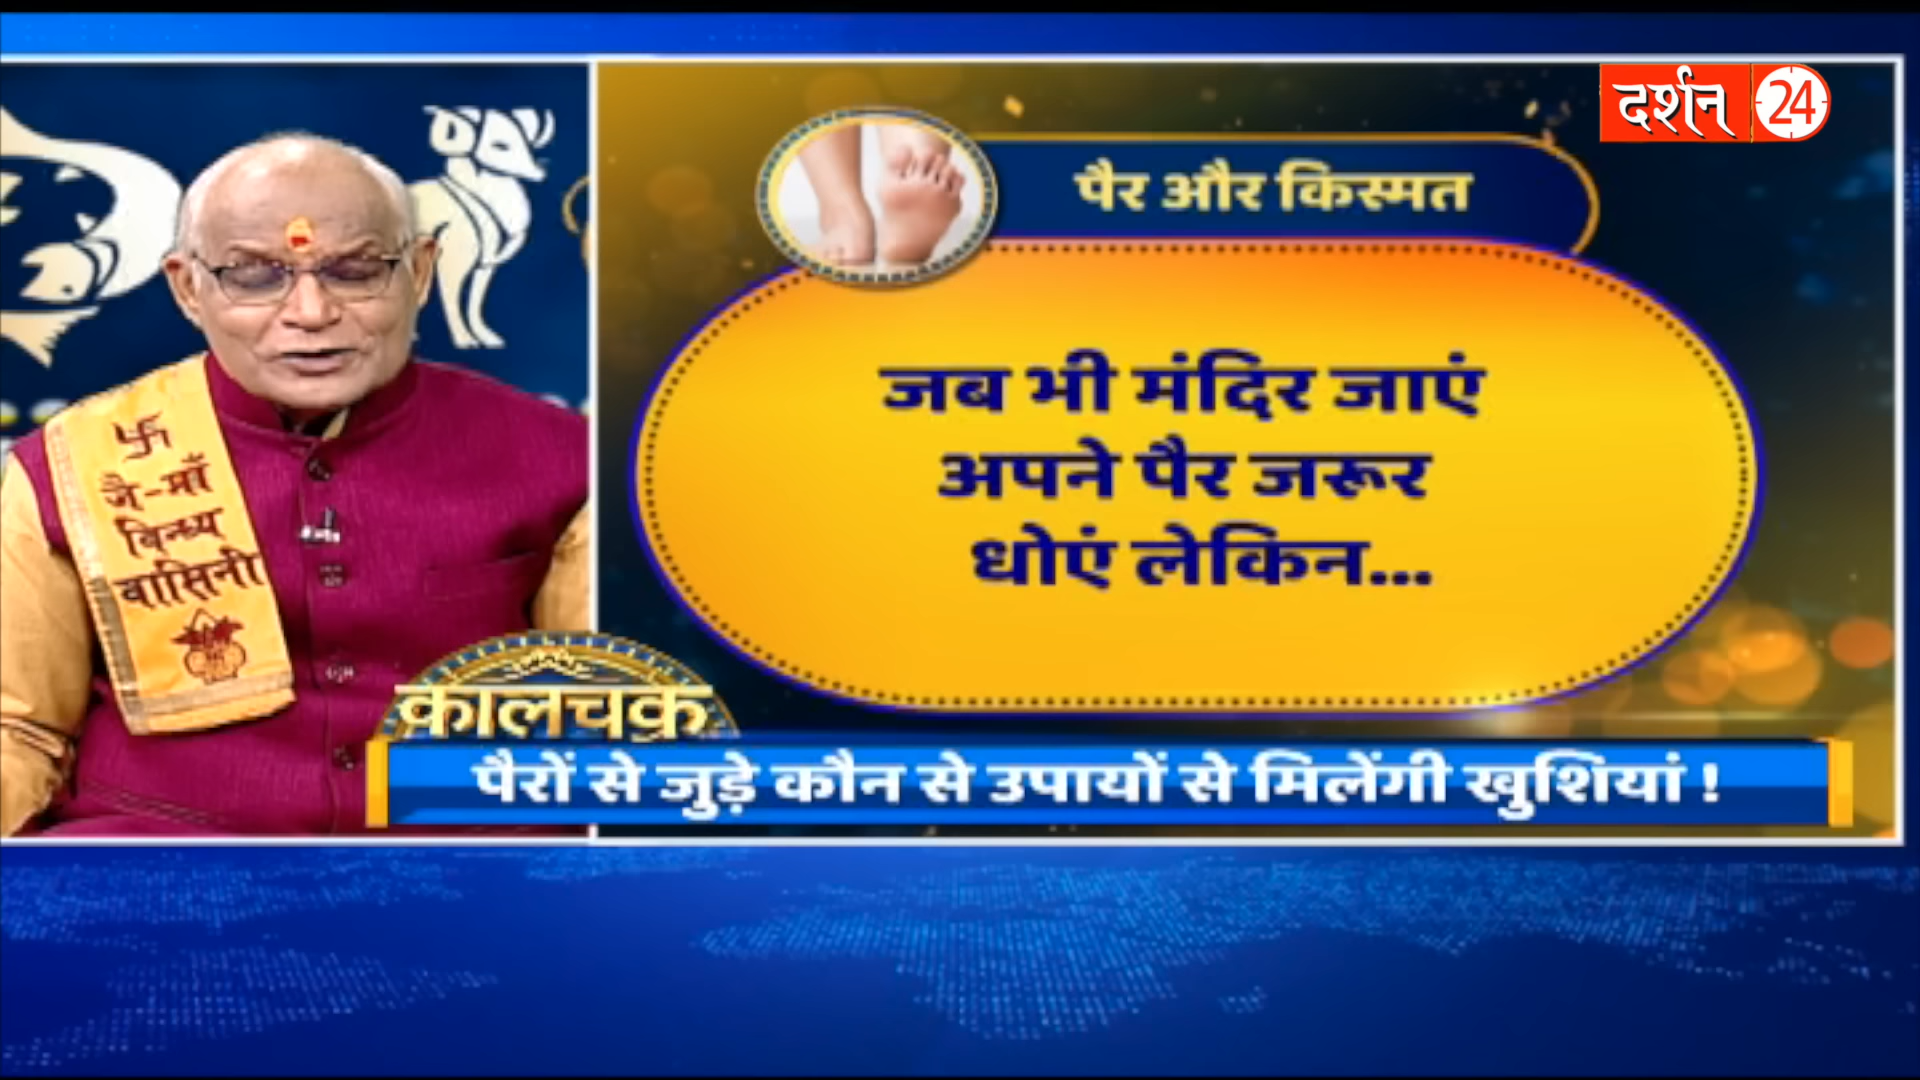 दर्शन 24
पैर और किस्मत
जब भी मंदिर जाएं
अपने पैर जरूर
धोएं लेकिन...
जै-माँ
विन्ध्य
वासिनी
कालचक्र
पैरों से जुड़े कौन से उपायों से मिलेंगी खुशियां !